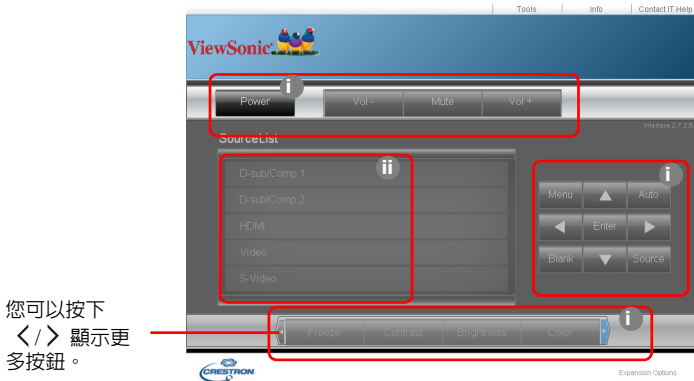 Tools Info Contact IT Help
ViewSonic
i
Power Vol - Mute Vol +
Interface 2.7.2.6
SourceList
ii
i
D-sub/Comp.1
D-sub/Comp.2
HDMI
Video
S-Video
Menu Auto
Enter
Blank Source
您可以按下
〈 / 〉 顯示更
多按鈕。
i
Freeze Contrast Brightness Color
CRESTRON
Expansion Options